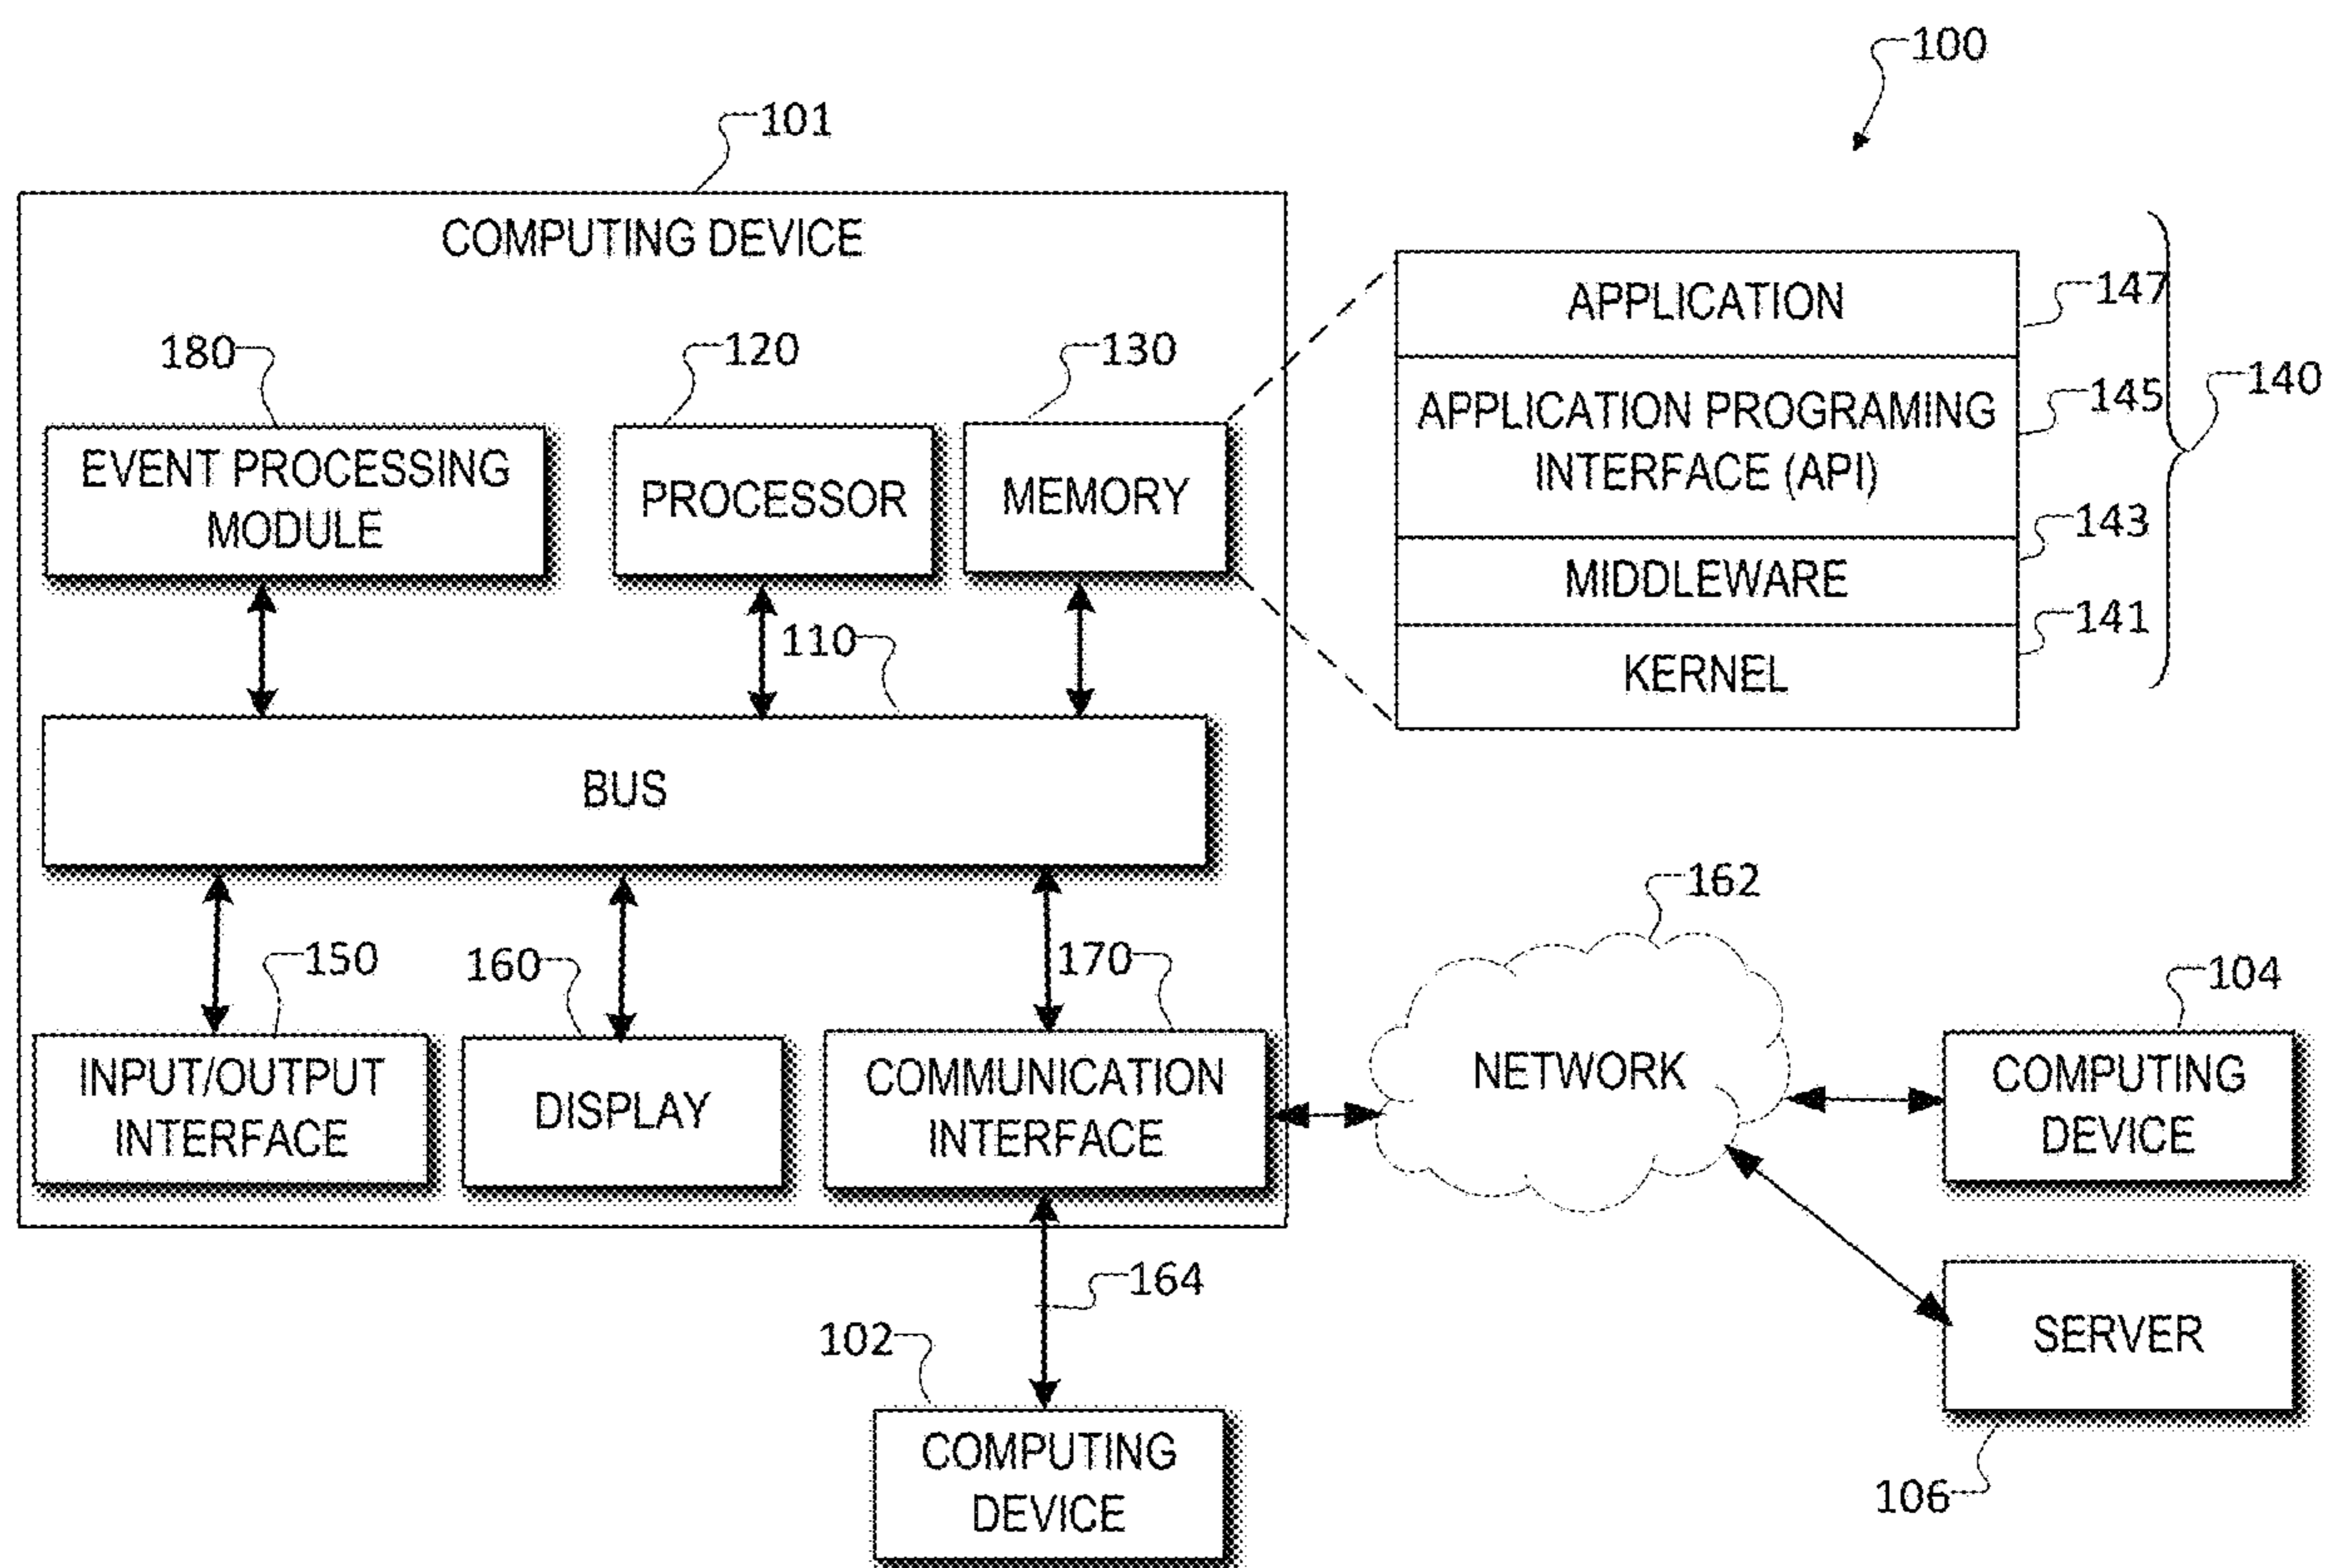 100
101
COMPUTING DEVICE
180
120
130
EVENT PROCESSING
MODULE
PROCESSOR
MEMORY
110
BUS
150
160
170
INPUT/OUTPUT
INTERFACE
DISPLAY
COMMUNICATION
INTERFACE
APPLICATION
147
APPLICATION PROGRAMING
INTERFACE (API)
145
140
MIDDLEWARE
143
KERNEL
141
162
NETWORK
104
COMPUTING
DEVICE
SERVER
106
164
102
COMPUTING
DEVICE